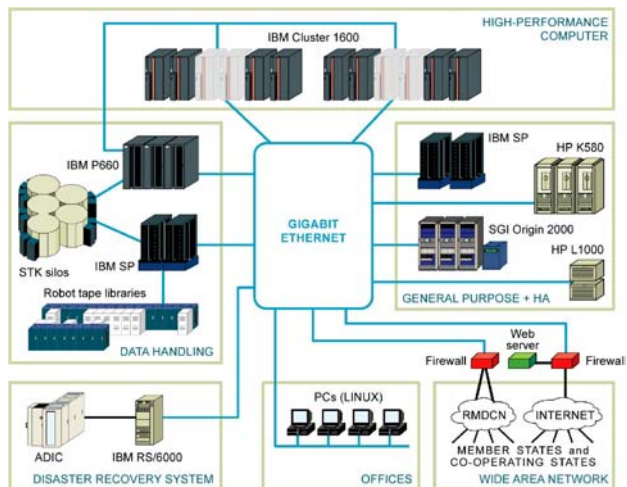 HIGH-PERFORMANCE
COMPUTER
IBM Cluster 1600
IBM P660
STK silos
IBM SP
Robot tape libraries
DATA HANDLING
GIGABIT
ETHERNET
IBM SP
HP K580
SGI Origin 2000
HP L1000
GENERAL PURPOSE + HA
ADIC
IBM RS/6000
DISASTER RECOVERY SYSTEM
PCs (LINUX)
OFFICES
Firewall
Web
server
Firewall
RMDCN
INTERNET
MEMBER STATES and
CO-OPERATING STATES
WIDE AREA NETWORK